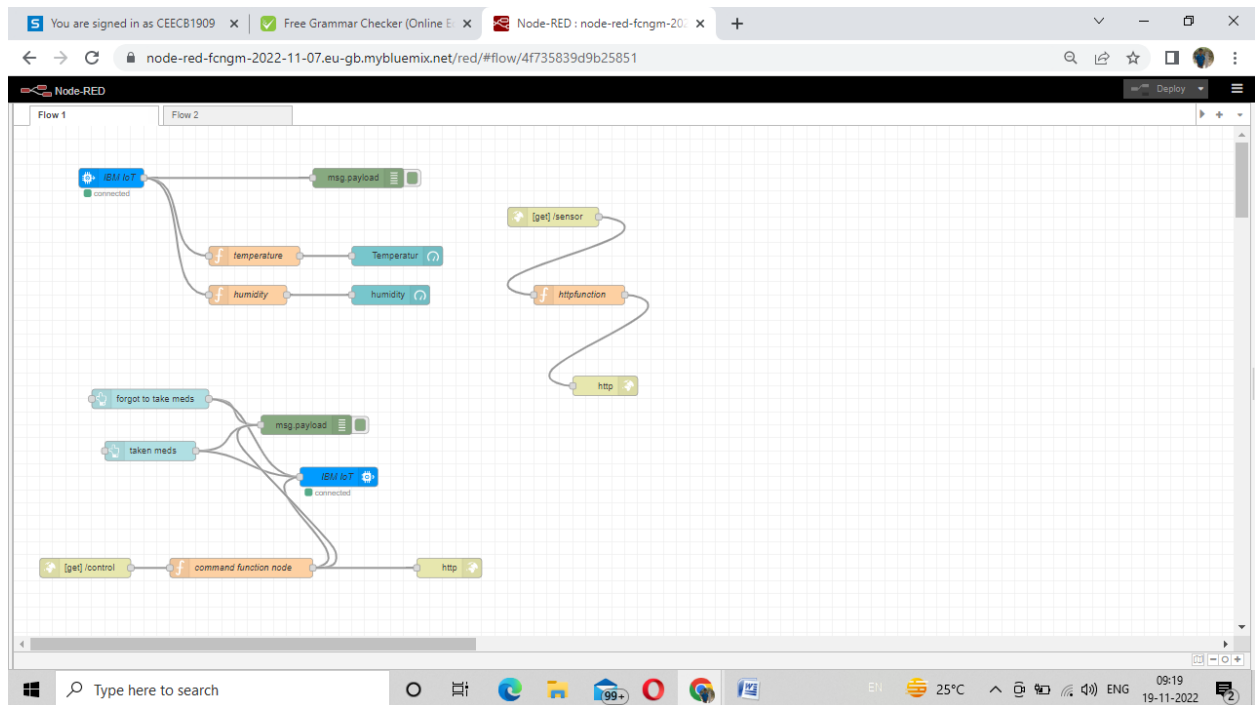 S You are signed in as CEECB1909
Free Grammar Checker (Online E
Node-RED : node-red-fcngm-202
node-red-fcngm-2022-11-07.eu-gb.mybluemix.net/red/#flow/4f735839d9b25851
Node-RED
Deploy
Flow 1
Flow 2
IBM IoT
connected
msg.payload
[get] /sensor
f temperature
Temperatur
f humidity
humidity
f httpfunction
http
forgot to take meds
msg.payload
taken meds
IBM IoT
connected
[get] /control
f command function node
http
Type here to search
99+
EN
25°C
ENG
09:19
19-11-2022
2